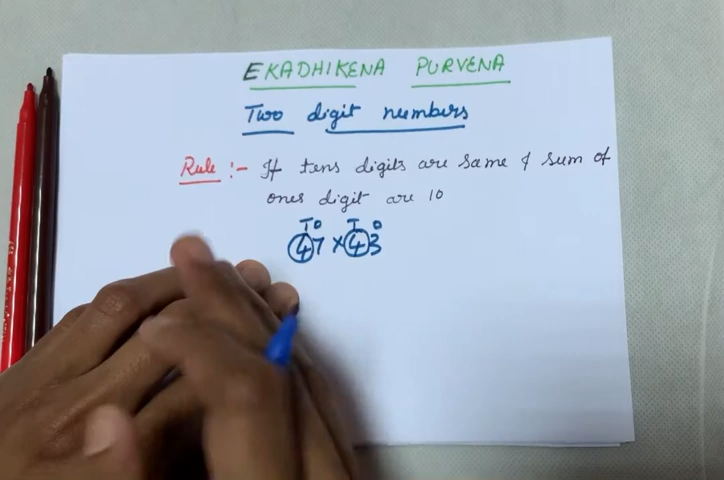 EKADHIKENA PURVENA
Two digit numbers
Rule :- If tens digits are same & sum of
ones digit are 10
T O T O
47 x 43